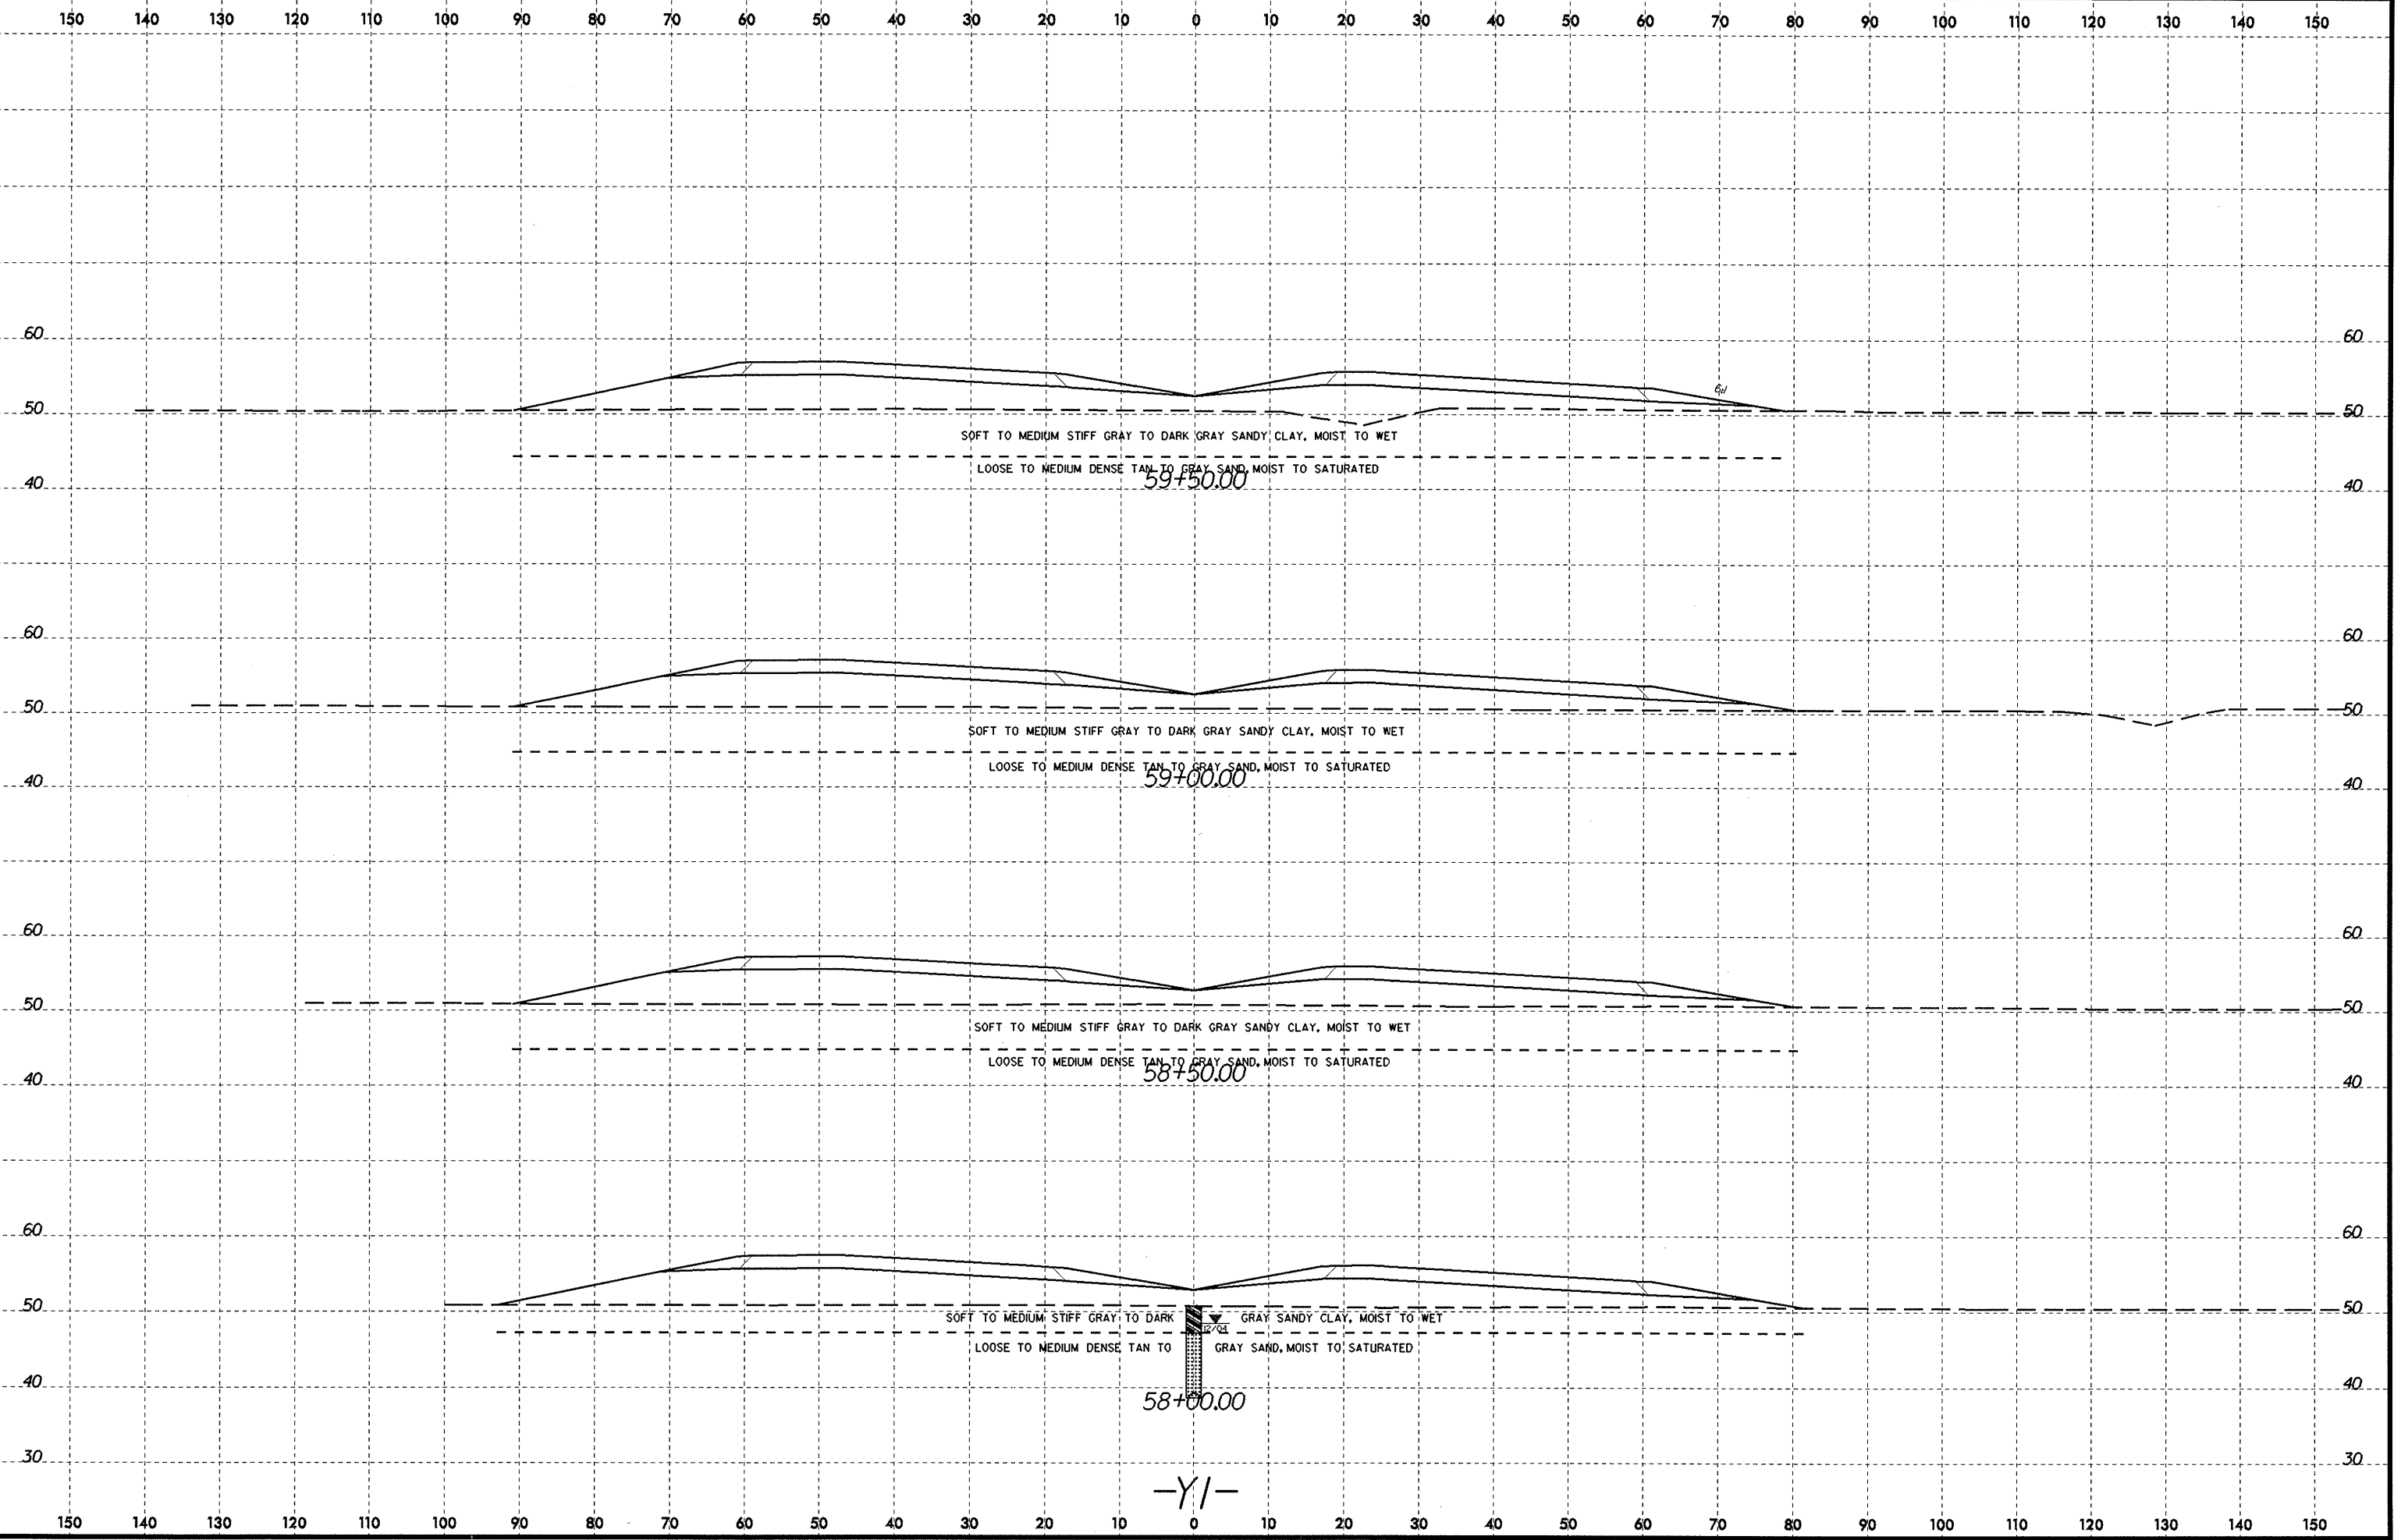 150 140 130 120 110 100 90 80 70 60 50 40 30 20 10 0 10 20 30 40 50 60 70 80 90 100 110 120 130 140 150
60 60
6:1
50 50
SOFT TO MEDIUM STIFF GRAY TO DARK GRAY SANDY CLAY, MOIST TO WET
LOOSE TO MEDIUM DENSE TAN TO GRAY SAND, MOIST TO SATURATED
59+50.00
40 40
60 60
50 50
SOFT TO MEDIUM STIFF GRAY TO DARK GRAY SANDY CLAY, MOIST TO WET
LOOSE TO MEDIUM DENSE TAN TO GRAY SAND, MOIST TO SATURATED
59+00.00
40 40
60 60
50 50
SOFT TO MEDIUM STIFF GRAY TO DARK GRAY SANDY CLAY, MOIST TO WET
LOOSE TO MEDIUM DENSE TAN TO GRAY SAND, MOIST TO SATURATED
58+50.00
40 40
60 60
50 50
SOFT TO MEDIUM STIFF GRAY TO DARK GRAY SANDY CLAY, MOIST TO WET
12/04
LOOSE TO MEDIUM DENSE TAN TO GRAY SAND, MOIST TO SATURATED
40 40
58+00.00
30 30
-Y1-
150 140 130 120 110 100 90 80 70 60 50 40 30 20 10 0 10 20 30 40 50 60 70 80 90 100 110 120 130 140 150